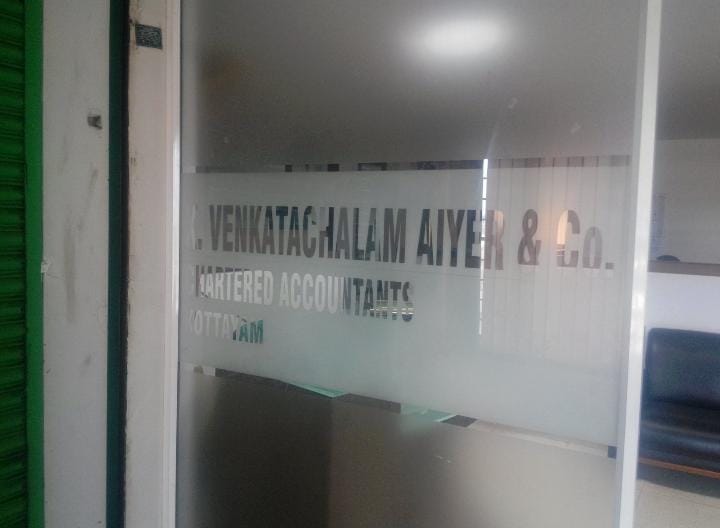 K. VENKATACHALAM AIYER & Co.
CHARTERED ACCOUNTANTS
KOTTAYAM